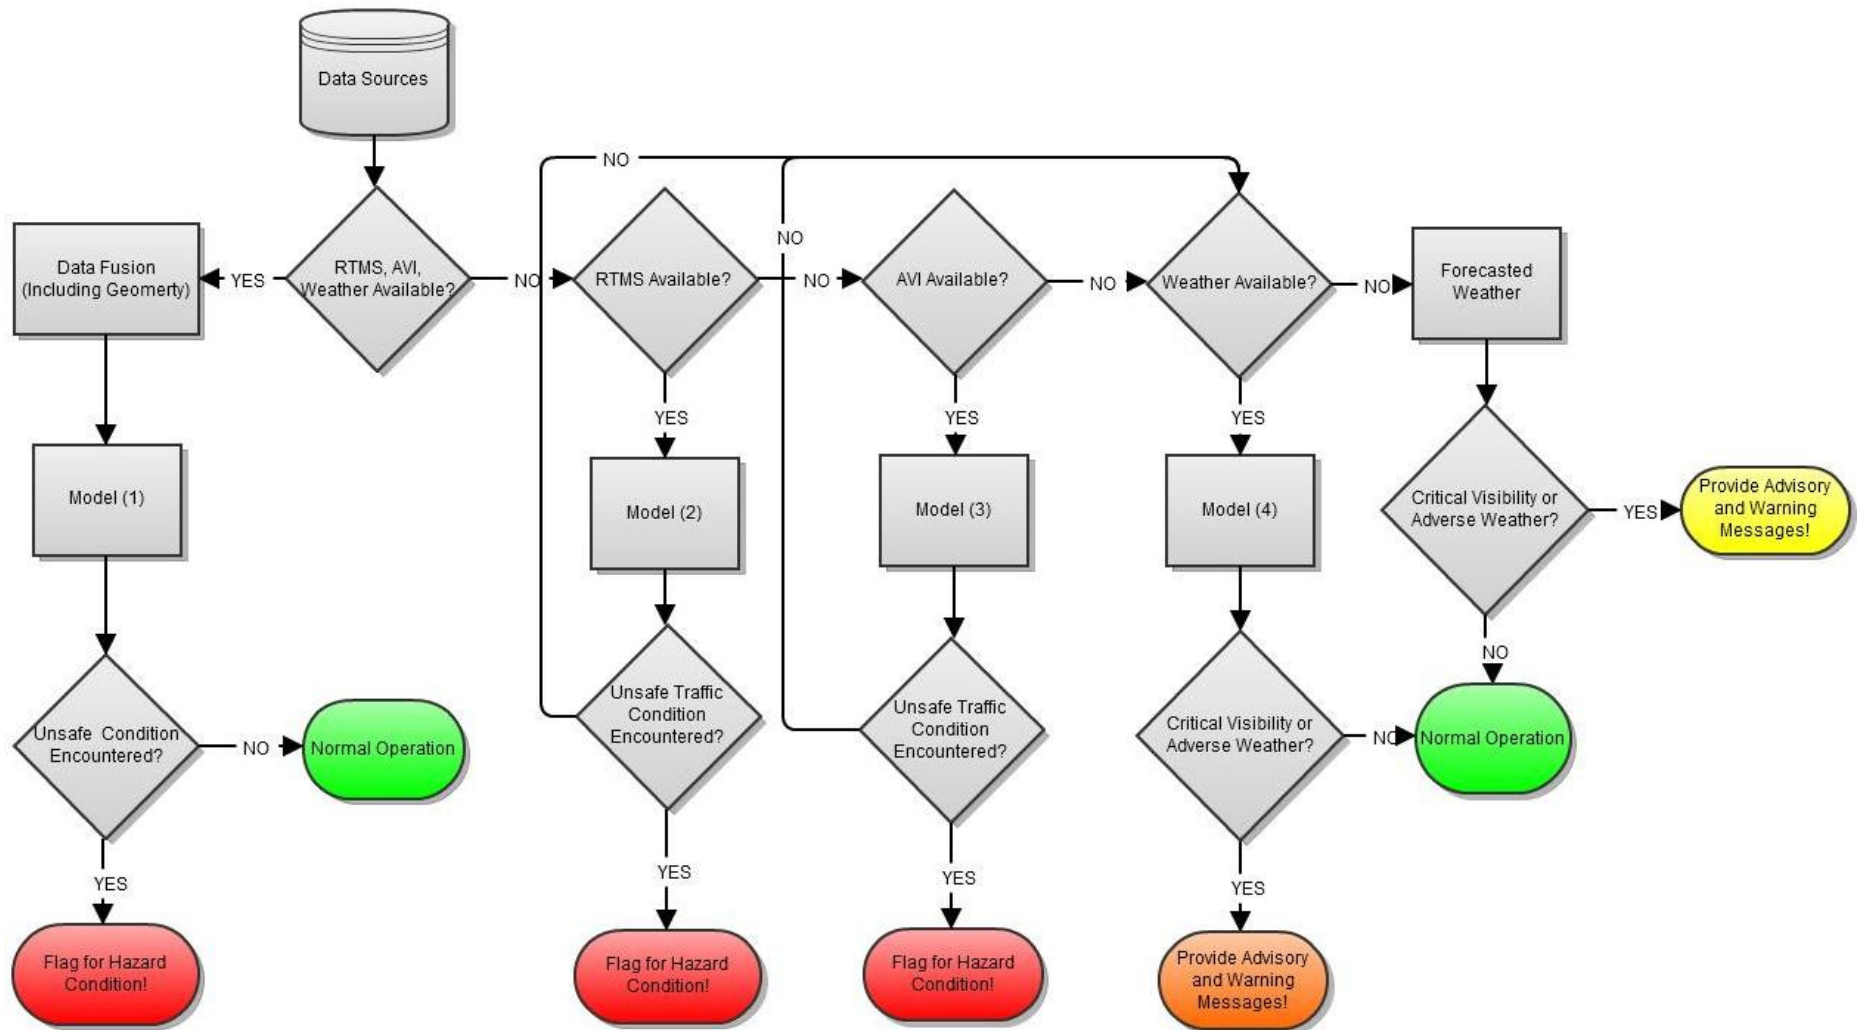 Data Sources
NO
NO
Data Fusion
(Including Geomerty)
YES
RTMS, AVI,
Weather Available?
NO
RTMS Available?
NO
AVI Available?
NO
Weather Available?
NO
Forecasted
Weather
YES
YES
YES
Model (1)
Model (2)
Model (3)
Model (4)
Critical Visibility or
Adverse Weather?
YES
Provide Advisory
and Warning
Messages!
NO
Unsafe  Condition
Encountered?
NO
Normal Operation
Unsafe Traffic
Condition
Encountered?
Unsafe Traffic
Condition
Encountered?
Critical Visibility or
Adverse Weather?
NO
Normal Operation
YES
YES
YES
YES
Flag for Hazard
Condition!
Flag for Hazard
Condition!
Flag for Hazard
Condition!
Provide Advisory
and Warning
Messages!